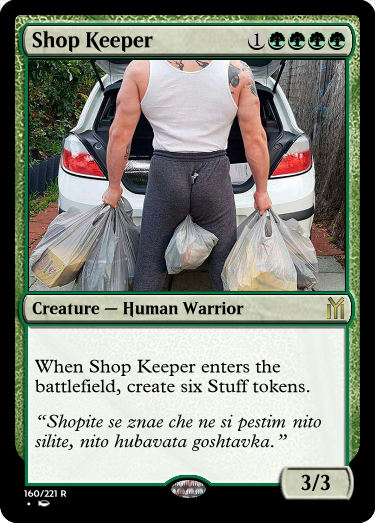 Shop Keeper 1
Creature — Human Warrior
When Shop Keeper enters the
battlefield, create six Stuff tokens.
“Shopite se znae che ne si pestim nito
silite, nito hubavata goshtavka.”
3/3
160/221 R